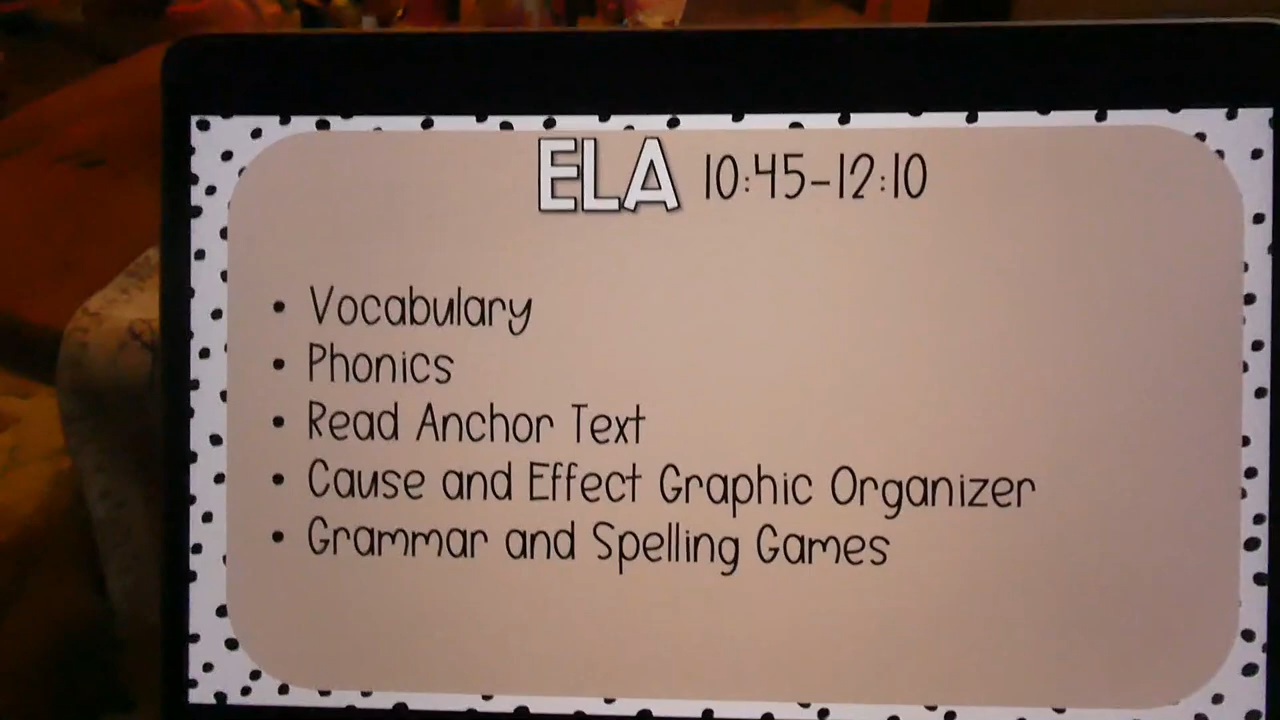 ELA 10:45-12:10
• Vocabulary
• Phonics
• Read Anchor Text
• Cause and Effect Graphic Organizer
• Grammar and Spelling Games